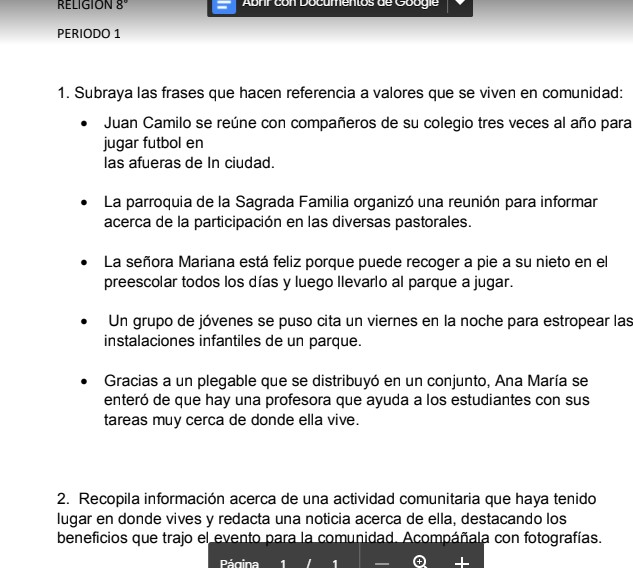 RELIGION 8°
Abrir con Documentos de Google
PERIODO 1
1. Subraya las frases que hacen referencia a valores que se viven en comunidad:
• Juan Camilo se reúne con compañeros de su colegio tres veces al año para
jugar futbol en
las afueras de In ciudad.
• La parroquia de la Sagrada Familia organizó una reunión para informar
acerca de la participación en las diversas pastorales.
• La señora Mariana está feliz porque puede recoger a pie a su nieto en el
preescolar todos los días y luego llevarlo al parque a jugar.
• Un grupo de jóvenes se puso cita un viernes en la noche para estropear las
instalaciones infantiles de un parque.
• Gracias a un plegable que se distribuyó en un conjunto, Ana María se
enteró de que hay una profesora que ayuda a los estudiantes con sus
tareas muy cerca de donde ella vive.
2. Recopila información acerca de una actividad comunitaria que haya tenido
lugar en donde vives y redacta una noticia acerca de ella, destacando los
beneficios que trajo el evento para la comunidad. Acompáñala con fotografías.
Página 1 / 1